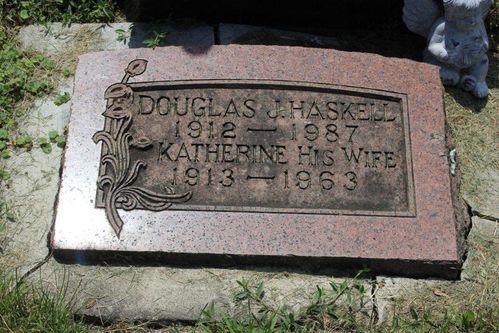 DOUGLAS J. HASKELL
1912 — 1987
KATHERINE HIS WIFE
1913 — 1963